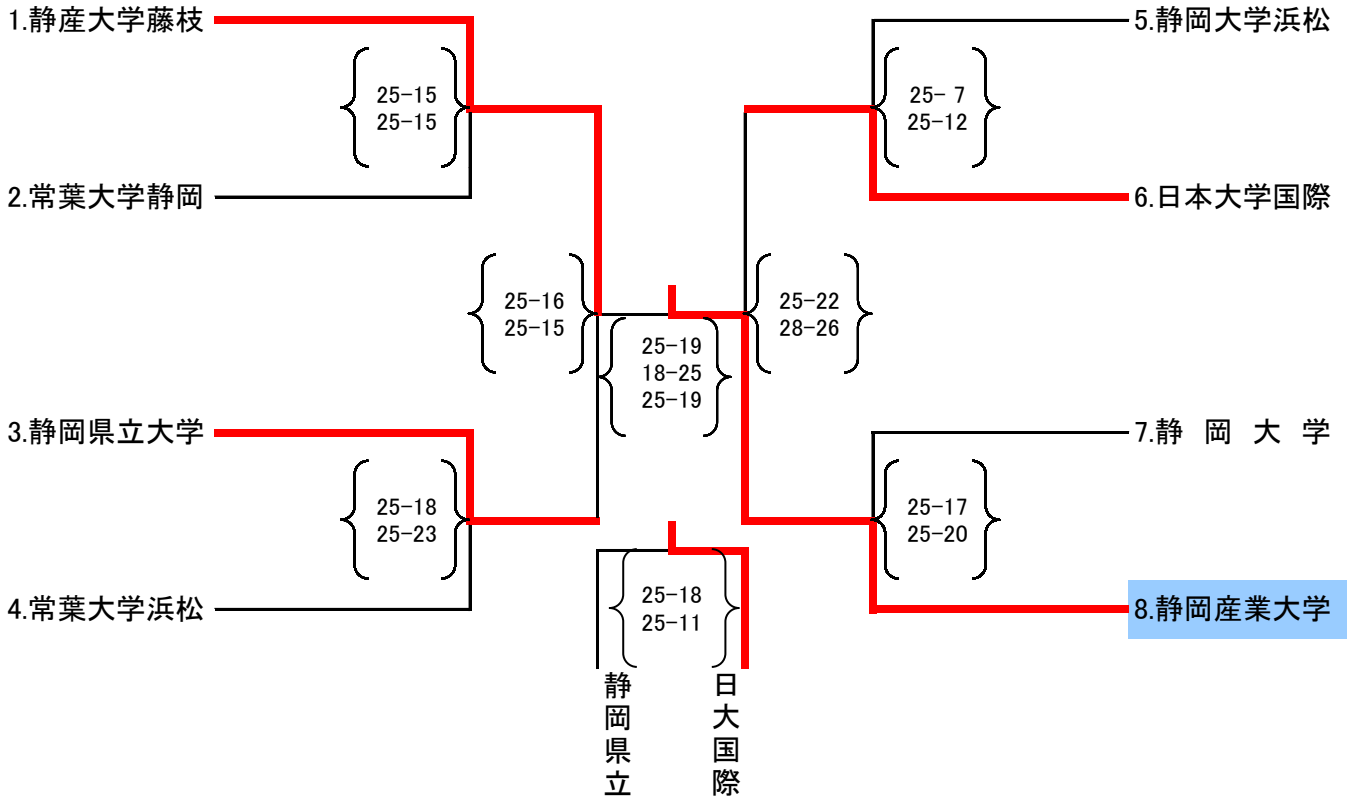 1.静産大学藤枝
25-15
25-15
2.常葉大学静岡
25-16
25-15
3.静岡県立大学
25-18
25-23
4.常葉大学浜松
25-19
18-25
25-19
25-18
25-11
静岡県立
日大国際
5.静岡大学浜松
25- 7
25-12
6.日本大学国際
25-22
28-26
7.静 岡 大 学
25-17
25-20
8.静岡産業大学